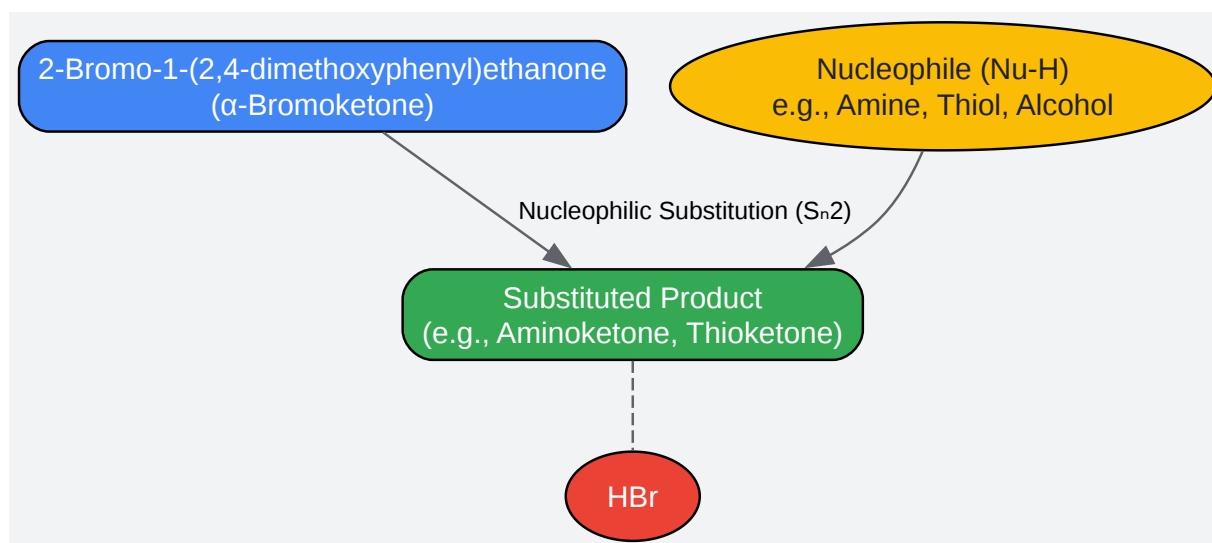 2-Bromo-1-(2,4-dimethoxyphenyl)ethanone
(α-Bromoketone)
Nucleophile (Nu-H)
e.g., Amine, Thiol, Alcohol
Nucleophilic Substitution (Sₙ2)
Substituted Product
(e.g., Aminoketone, Thioketone)
HBr